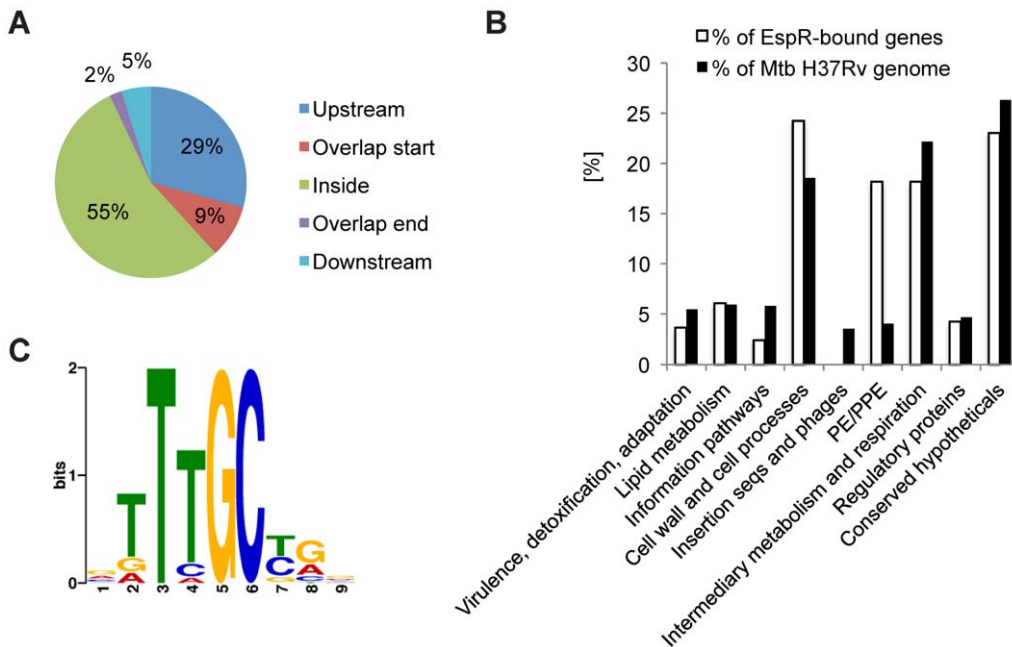 A
5%
2%
29%
9%
55%
Upstream
Overlap start
Inside
Overlap end
Downstream
B
% of EspR-bound genes
% of Mtb H37Rv genome
[%]
30
25
20
15
10
5
0
Virulence, detoxification, adaptation
Lipid metabolism
Information pathways
Cell wall and cell processes
Insertion seqs and phages
PE/PPE
Intermediary metabolism and respiration
Regulatory proteins
Conserved hypotheticals
C
bits
2
1
0
T
G
A
T
T
C
A
G
C
T
C
G
G
A
C
1 2 3 4 5 6 7 8 9